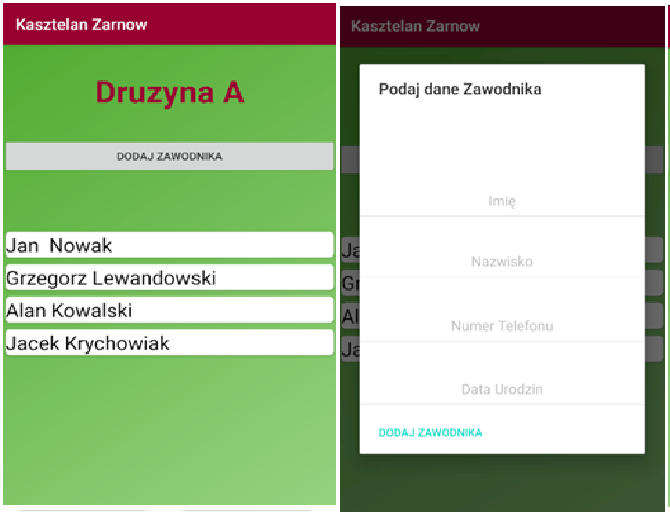 Kasztelan Zarnow
Druzyna A
DODAJ ZAWODNIKA
Jan  Nowak
Grzegorz Lewandowski
Alan Kowalski
Jacek Krychowiak
Kasztelan Zarnow
Podaj dane Zawodnika
Imię
Nazwisko
Numer Telefonu
Data Urodzin
DODAJ ZAWODNIKA
Ja
Gr
Al
Ja